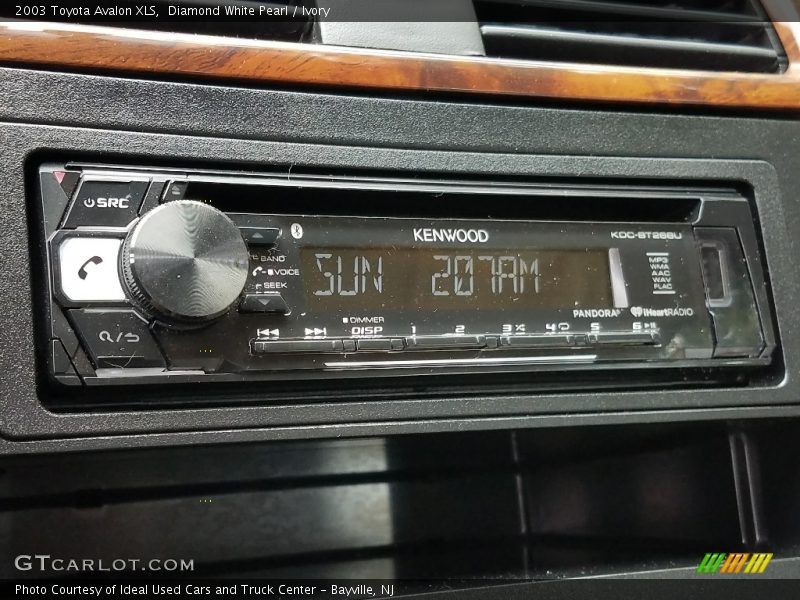 2003 Toyota Avalon XLS, Diamond White Pearl / Ivory
SRC
KENWOOD
KDC-BT266U
BAND
VOICE
SEEK
SUN 207AM
MP3
WMA
AAC
WAV
FLAC
PANDORA
iHeartRADIO
DIMMER
DISP 1 2 3 4 5 6
GTCARLOT.COM
Photo Courtesy of Ideal Used Cars and Truck Center - Bayville, NJ